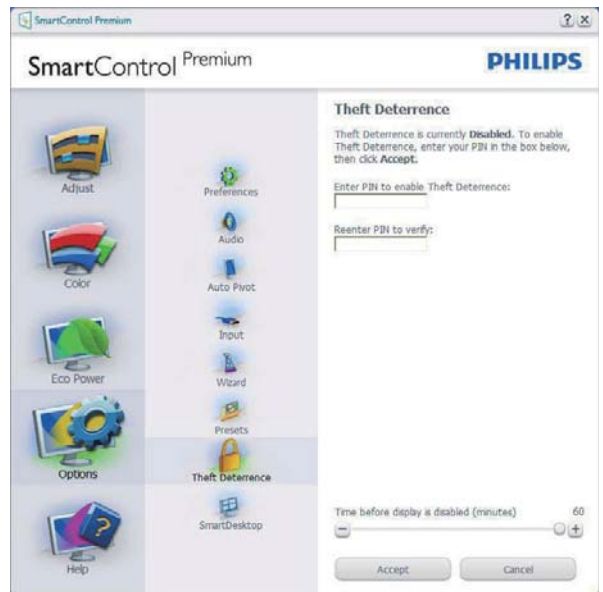 SmartControl Premium
? x
SmartControl Premium
PHILIPS
Adjust
Color
Eco Power
Options
Help
Preferences
Audio
Auto Pivot
Input
Wizard
Presets
Theft Deterrence
SmartDesktop
Theft Deterrence
Theft Deterrence is currently Disabled. To enable
Theft Deterrence, enter your PIN in the box below,
then click Accept.
Enter PIN to enable Theft Deterrence:
Reenter PIN to verify:
Time before display is disabled (minutes) 60
- +
Accept Cancel